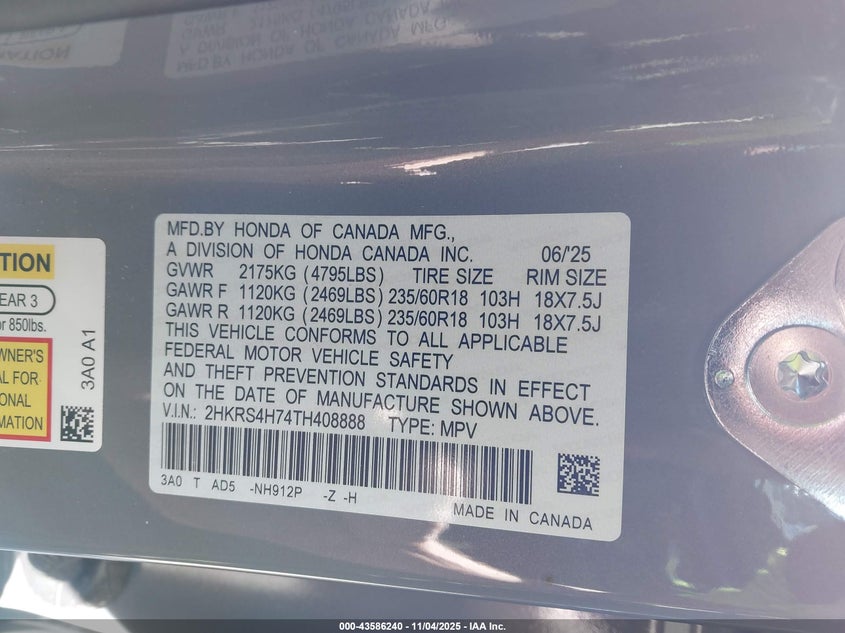 MFD.BY HONDA OF CANADA MFG.,
A DIVISION OF HONDA CANADA INC. 06/'25
GVWR 2175KG (4795LBS) TIRE SIZE RIM SIZE
GAWR F 1120KG (2469LBS) 235/60R18 103H 18X7.5J
GAWR R 1120KG (2469LBS) 235/60R18 103H 18X7.5J
THIS VEHICLE CONFORMS TO ALL APPLICABLE
FEDERAL MOTOR VEHICLE SAFETY
AND THEFT PREVENTION STANDARDS IN EFFECT
ON THE DATE OF MANUFACTURE SHOWN ABOVE.
V.I.N.: 2HKRS4H74TH408888 TYPE: MPV
3A0 T AD5 -NH912P -Z -H
MADE IN CANADA
TION
EAR 3
or 850lbs.
WNER'S
AL FOR
ONAL
MATION
3A0 A1
000-43586240 - 11/04/2025 - IAA Inc.